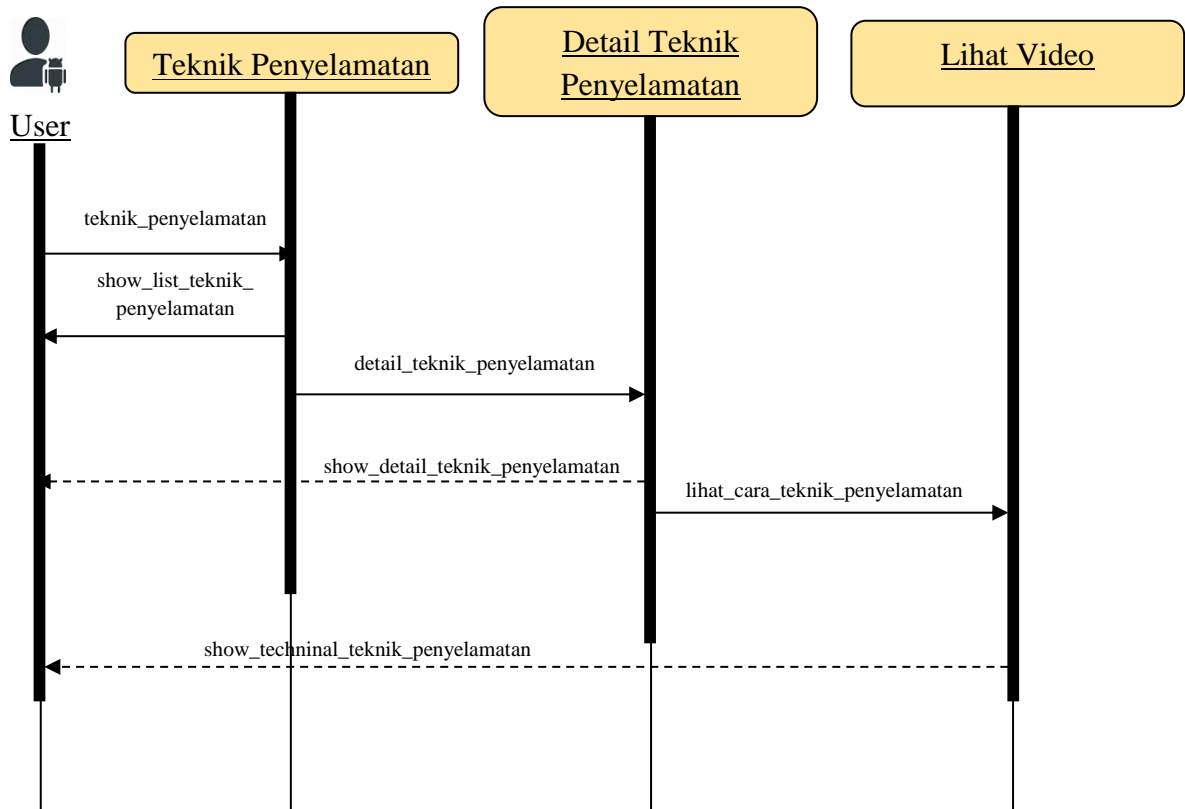 Teknik Penyelamatan
Detail Teknik
Penyelamatan
Lihat Video
User
teknik_penyelamatan
show_list_teknik_
penyelamatan
detail_teknik_penyelamatan
show_detail_teknik_penyelamatan
lihat_cara_teknik_penyelamatan
show_techninal_teknik_penyelamatan